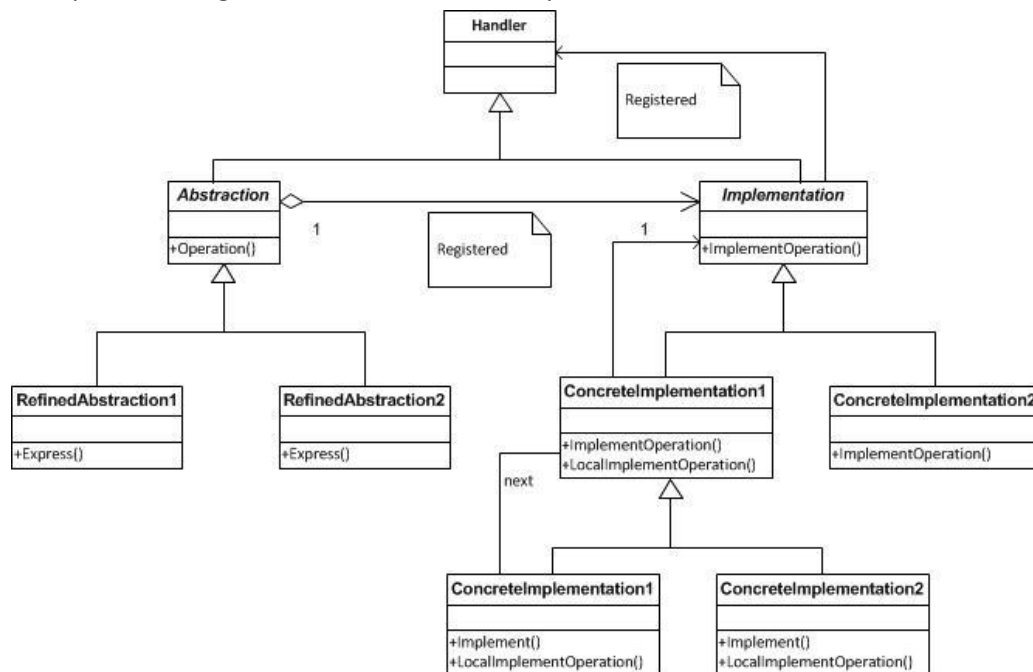 Handler
Registered
Abstraction
+Operation()
1
Registered
1
Implementation
+ImplementOperation()
RefinedAbstraction1
+Express()
RefinedAbstraction2
+Express()
ConcreteImplementation1
+ImplementOperation()
+LocalImplementOperation()
ConcreteImplementation2
+ImplementOperation()
next
ConcreteImplementation1
+Implement()
+LocalImplementOperation()
ConcreteImplementation2
+Implement()
+LocalImplementOperation()